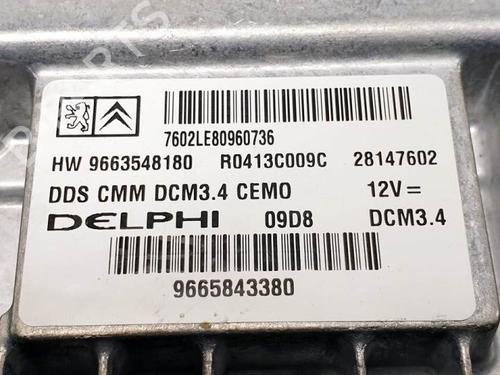 7602LE80960736
HW 9663548180 R0413C009C 28147602
DDS CMM DCM3.4 CEMO 12V=
DELPHI 09D8 DCM3.4
9665843380